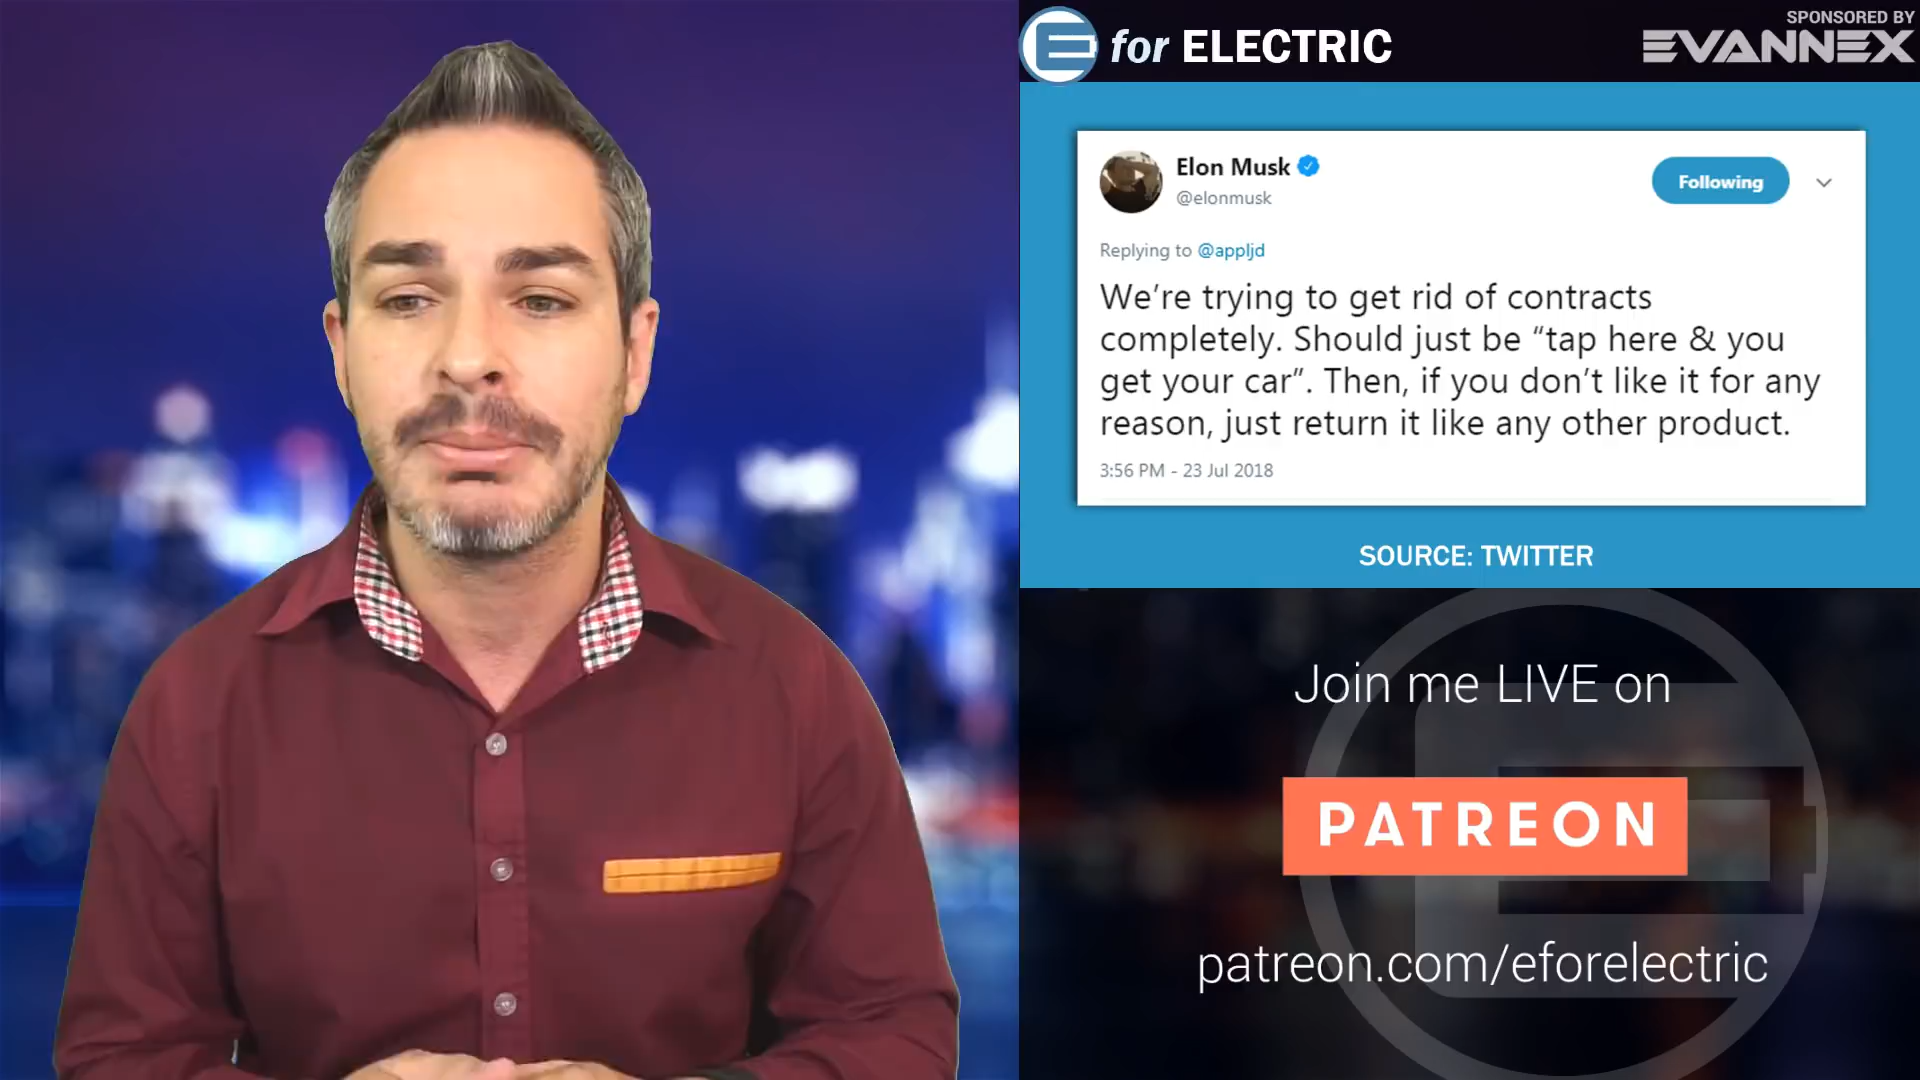 for ELECTRIC
SPONSORED BY
EVANNEX
Elon Musk
@elonmusk
Following
Replying to @appljd
We’re trying to get rid of contracts
completely. Should just be “tap here & you
get your car”. Then, if you don’t like it for any
reason, just return it like any other product.
3:56 PM - 23 Jul 2018
SOURCE: TWITTER
Join me LIVE on
PATREON
patreon.com/eforelectric